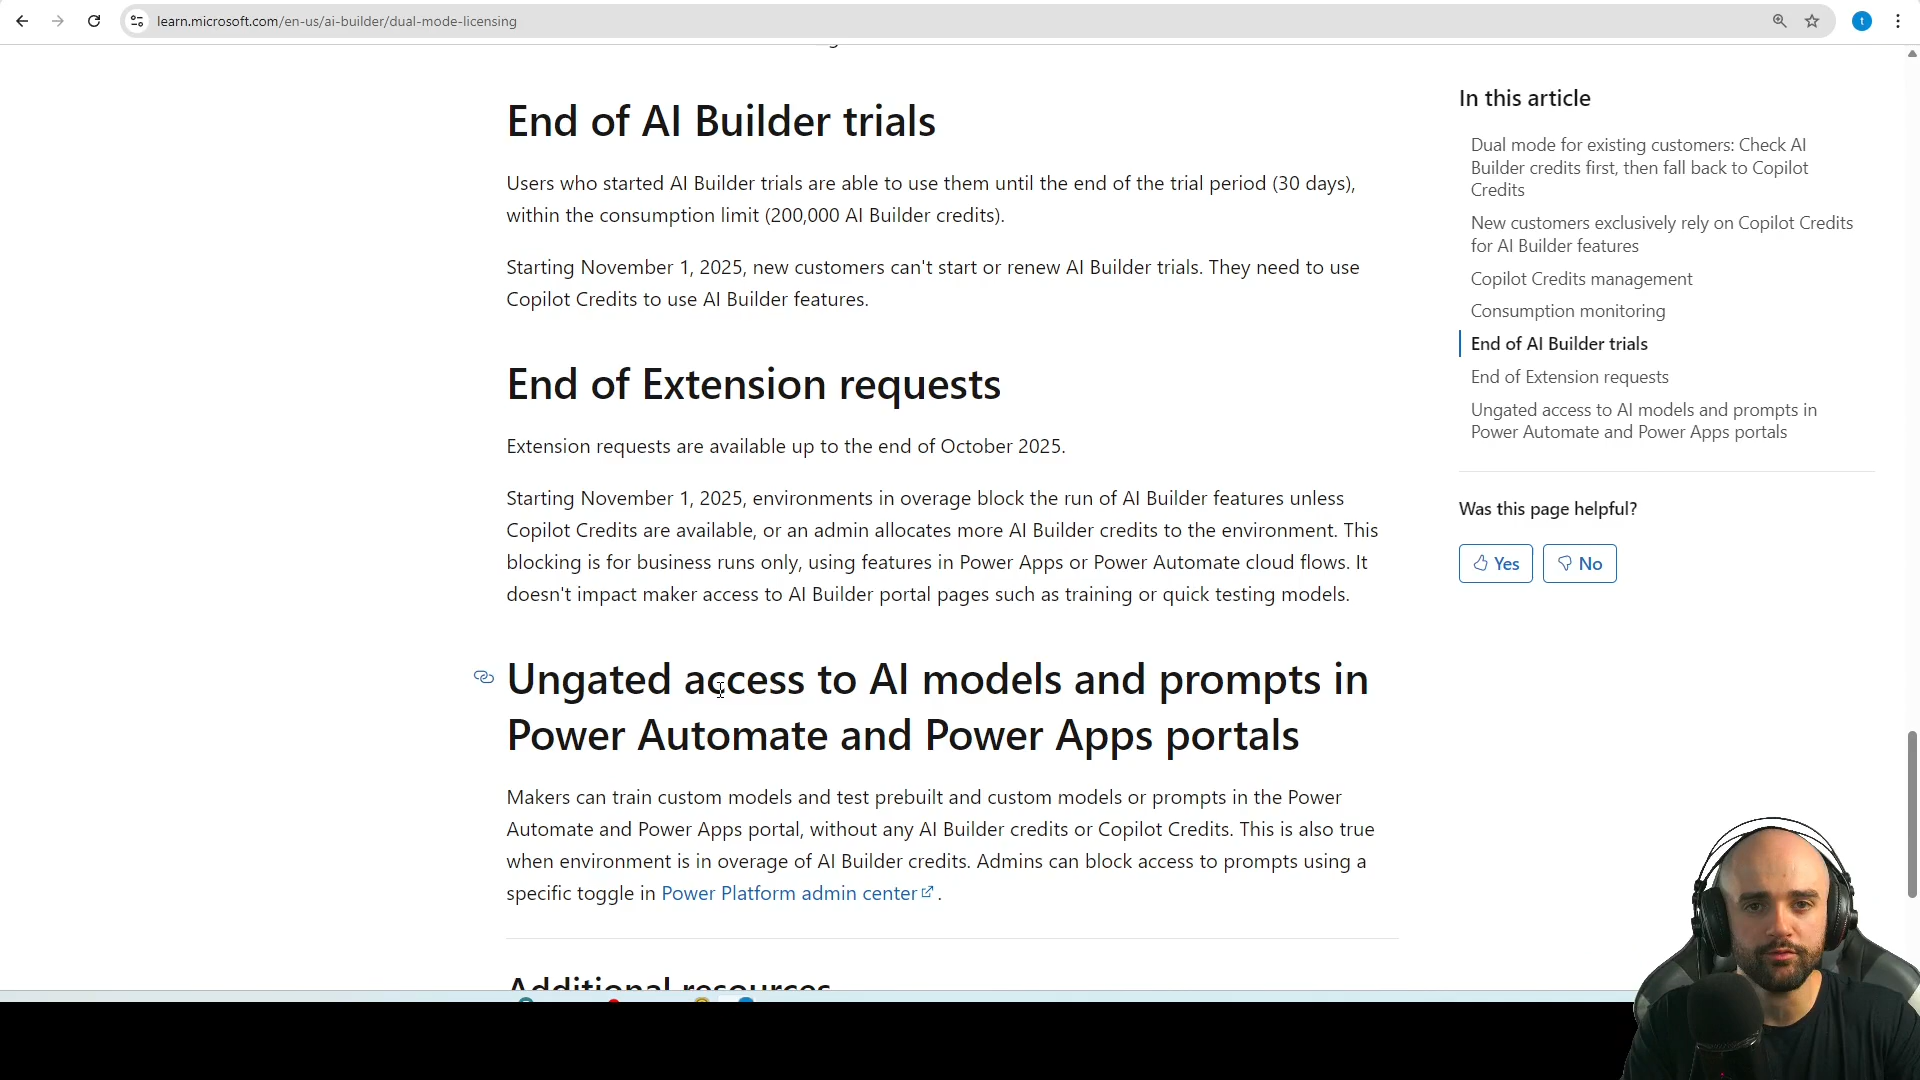 learn.microsoft.com/en-us/ai-builder/dual-mode-licensing
t
End of AI Builder trials
Users who started AI Builder trials are able to use them until the end of the trial period (30 days),
within the consumption limit (200,000 AI Builder credits).
Starting November 1, 2025, new customers can't start or renew AI Builder trials. They need to use
Copilot Credits to use AI Builder features.
End of Extension requests
Extension requests are available up to the end of October 2025.
Starting November 1, 2025, environments in overage block the run of AI Builder features unless
Copilot Credits are available, or an admin allocates more AI Builder credits to the environment. This
blocking is for business runs only, using features in Power Apps or Power Automate cloud flows. It
doesn't impact maker access to AI Builder portal pages such as training or quick testing models.
Ungated access to AI models and prompts in
Power Automate and Power Apps portals
Makers can train custom models and test prebuilt and custom models or prompts in the Power
Automate and Power Apps portal, without any AI Builder credits or Copilot Credits. This is also true
when environment is in overage of AI Builder credits. Admins can block access to prompts using a
specific toggle in Power Platform admin center.
Additional resources
In this article
Dual mode for existing customers: Check AI
Builder credits first, then fall back to Copilot
Credits
New customers exclusively rely on Copilot Credits
for AI Builder features
Copilot Credits management
Consumption monitoring
End of AI Builder trials
End of Extension requests
Ungated access to AI models and prompts in
Power Automate and Power Apps portals
Was this page helpful?
Yes
No